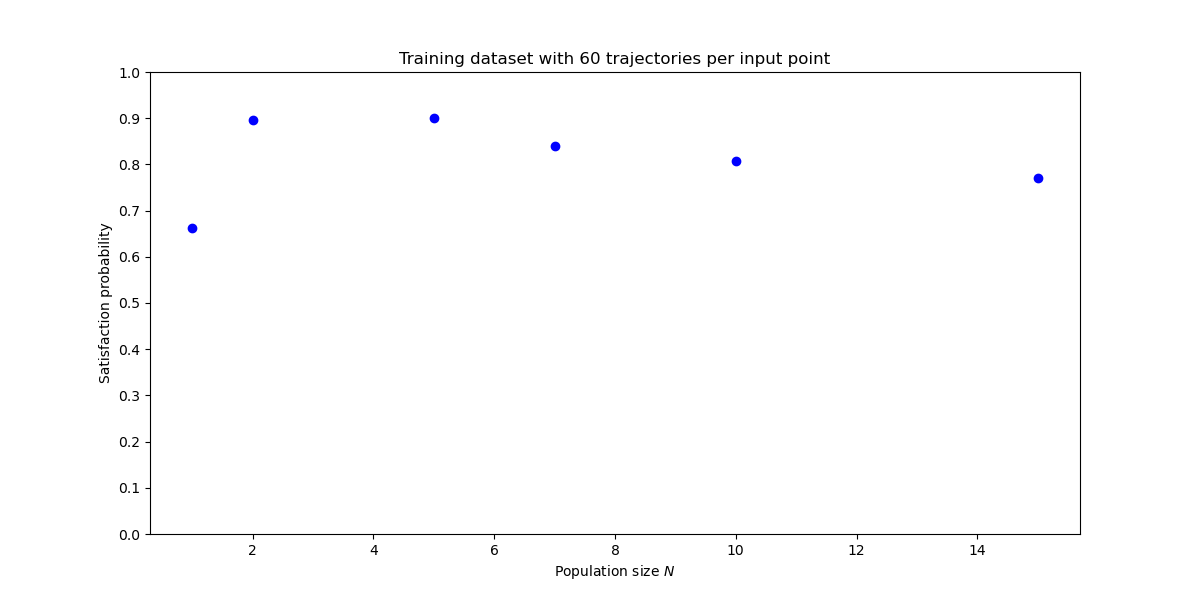 Training dataset with 60 trajectories per input point
1.0
0.9
0.8
0.7
0.6
0.5
0.4
0.3
0.2
0.1
0.0
Satisfaction probability
2 4 6 8 10 12 14
Population size N